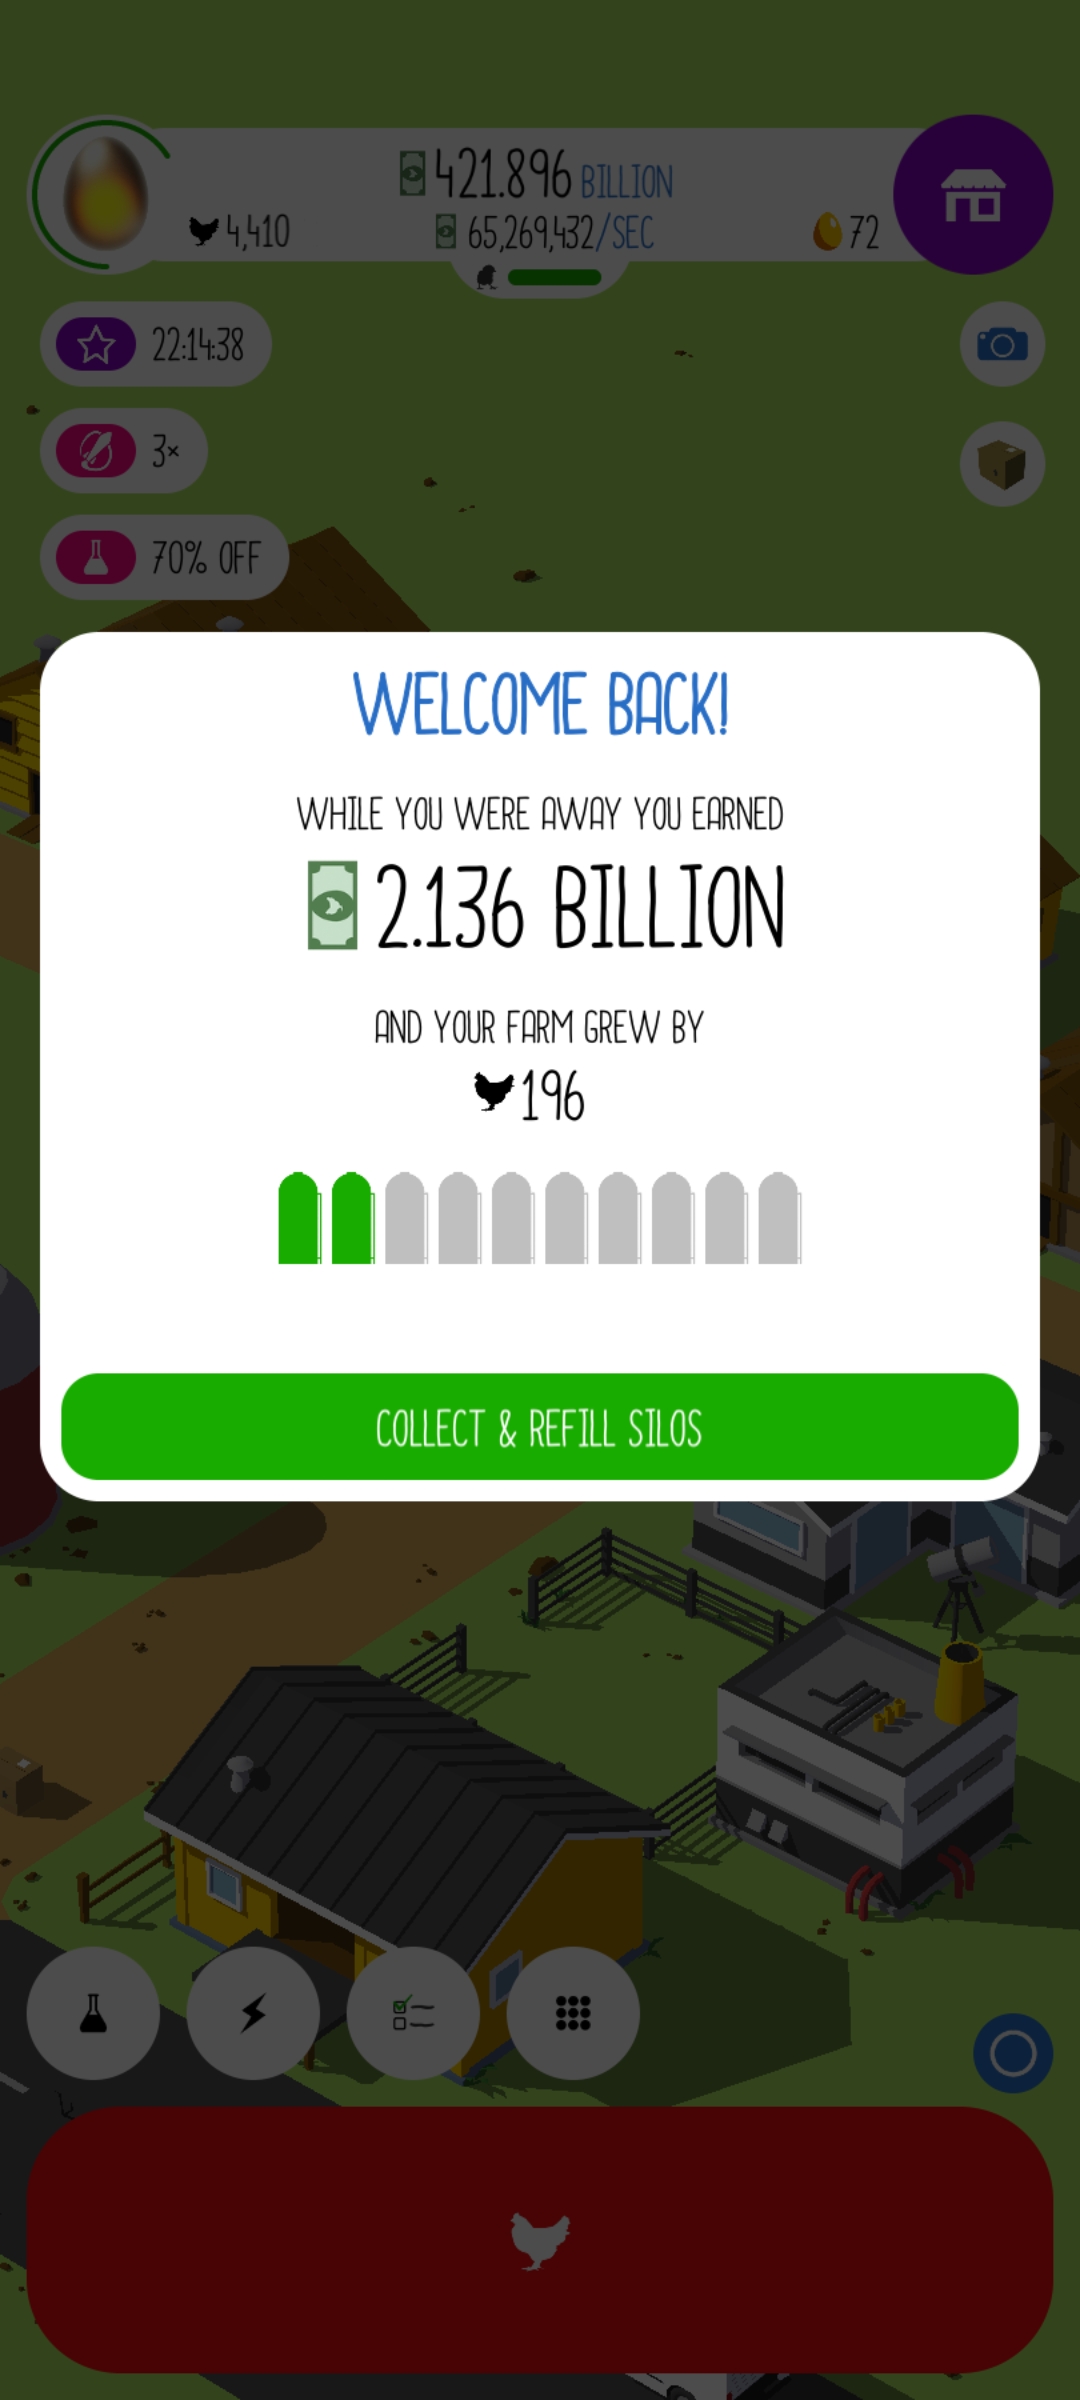 421.896 BILLION
4,410
65,269,432/SEC
72
22:14:38
3×
70% OFF
WELCOME BACK!
WHILE YOU WERE AWAY YOU EARNED
2.136 BILLION
AND YOUR FARM GREW BY
196
COLLECT & REFILL SILOS